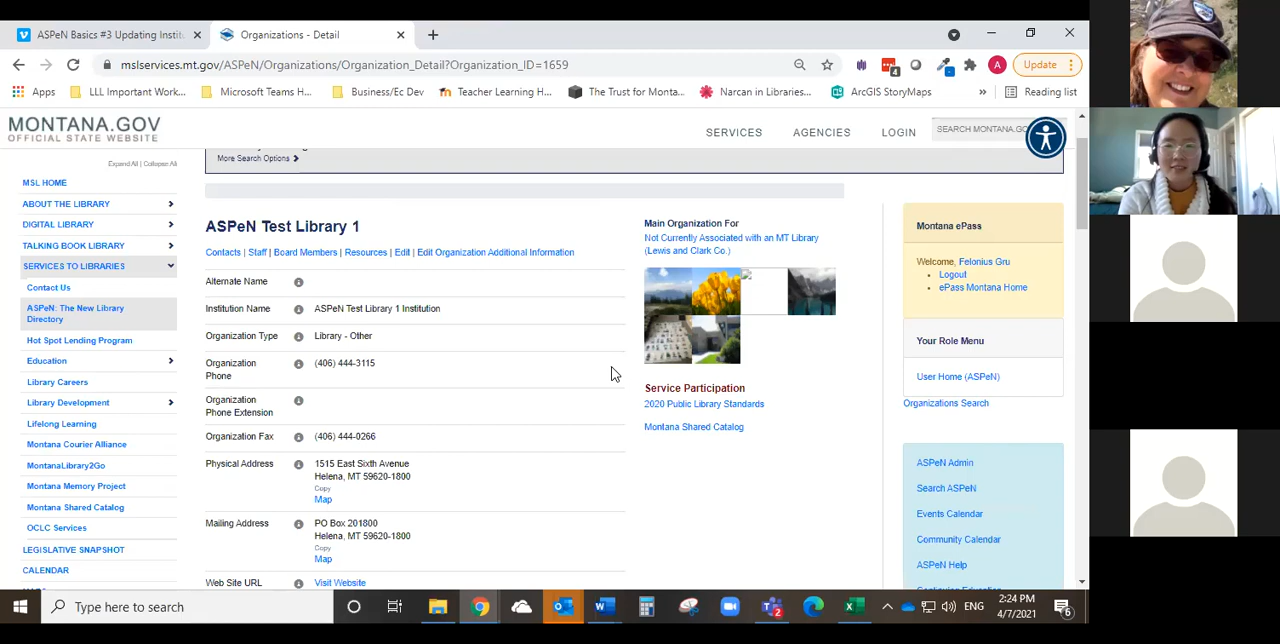 ASPeN Basics #3 Updating Instit
Organizations - Detail
mslservices.mt.gov/ASPeN/Organizations/Organization_Detail?Organization_ID=1659
4
A
Update
Apps
LLL Important Work...
Microsoft Teams H...
Business/Ec Dev
Teacher Learning H...
The Trust for Monta...
Narcan in Libraries...
ArcGIS StoryMaps
»
Reading list
MONTANA.GOV
OFFICIAL STATE WEBSITE
SERVICES
AGENCIES
LOGIN
SEARCH MONTANA.GO
Expand All | Collapse All
MSL HOME
ABOUT THE LIBRARY
DIGITAL LIBRARY
TALKING BOOK LIBRARY
SERVICES TO LIBRARIES
Contact Us
ASPeN: The New Library
Directory
Hot Spot Lending Program
Education
Library Careers
Library Development
Lifelong Learning
Montana Courier Alliance
MontanaLibrary2Go
Montana Memory Project
Montana Shared Catalog
OCLC Services
LEGISLATIVE SNAPSHOT
CALENDAR
More Search Options
ASPeN Test Library 1
Contacts | Staff | Board Members | Resources | Edit | Edit Organization Additional Information
Alternate Name
Institution Name
ASPeN Test Library 1 Institution
Organization Type
Library - Other
Organization
Phone
(406) 444-3115
Organization
Phone Extension
Organization Fax
(406) 444-0266
Physical Address
1515 East Sixth Avenue
Helena, MT 59620-1800
Copy
Map
Mailing Address
PO Box 201800
Helena, MT 59620-1800
Copy
Map
Web Site URL
Visit Website
Main Organization For
Not Currently Associated with an MT Library
(Lewis and Clark Co.)
Service Participation
2020 Public Library Standards
Montana Shared Catalog
Montana ePass
Welcome, Felonius Gru
Logout
ePass Montana Home
Your Role Menu
User Home (ASPeN)
Organizations Search
ASPeN Admin
Search ASPeN
Events Calendar
Community Calendar
ASPeN Help
Continuing Education
Type here to search
2
ENG
2:24 PM
4/7/2021
6